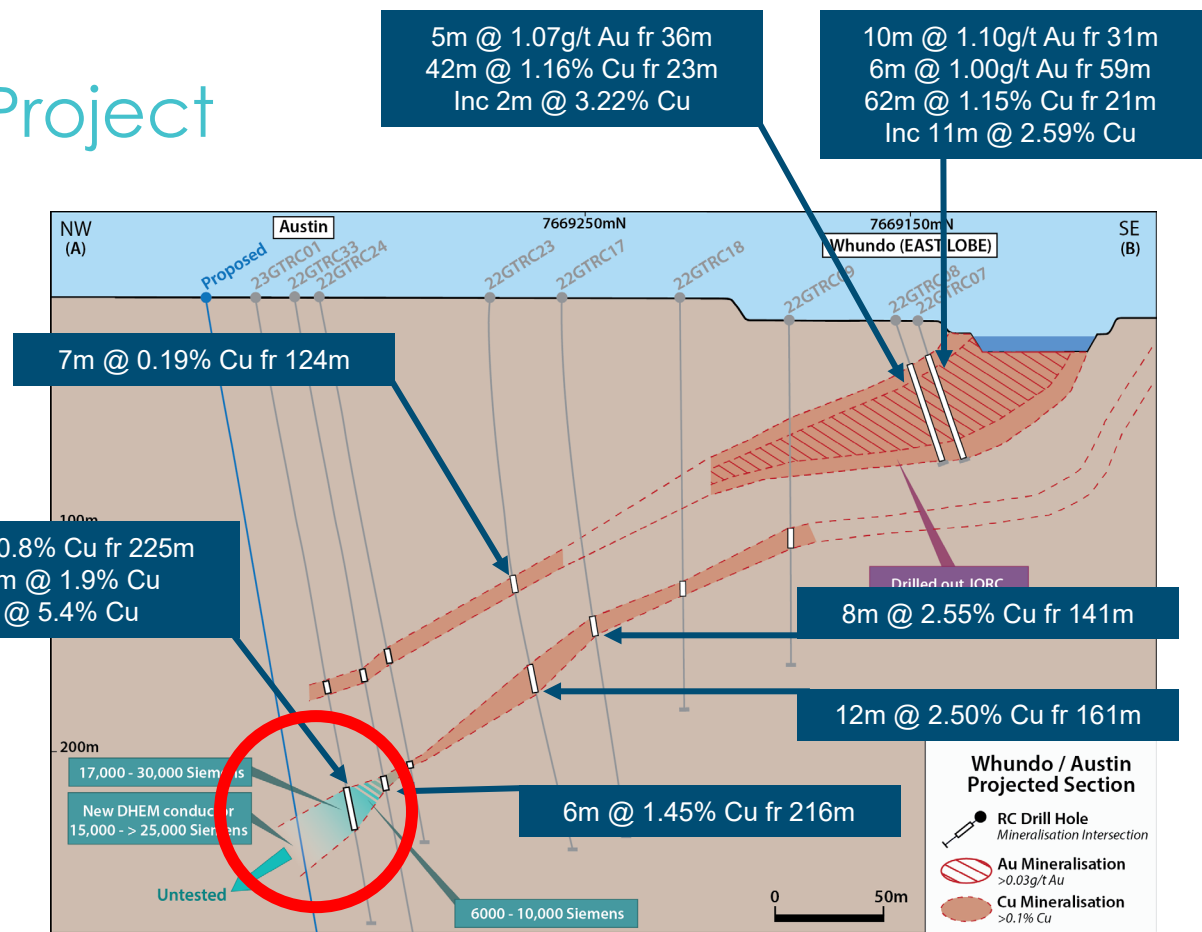 Project
5m @ 1.07g/t Au fr 36m
42m @ 1.16% Cu fr 23m
Inc 2m @ 3.22% Cu
10m @ 1.10g/t Au fr 31m
6m @ 1.00g/t Au fr 59m
62m @ 1.15% Cu fr 21m
Inc 11m @ 2.59% Cu
NW
(A)
Austin
7669250mN
7669150mN
Whundo (EAST LOBE)
SE
(B)
Proposed
23GTRC01
22GTRC33
22GTRC24
22GTRC23
22GTRC17
22GTRC18
22GTRC09
22GTRC08
22GTRC07
7m @ 0.19% Cu fr 124m
100m
0.8% Cu fr 225m
m @ 1.9% Cu
@ 5.4% Cu
Drilled out JORC
8m @ 2.55% Cu fr 141m
12m @ 2.50% Cu fr 161m
200m
17,000 - 30,000 Siemens
New DHEM conductor
15,000 - > 25,000 Siemens
6m @ 1.45% Cu fr 216m
Untested
6000 - 10,000 Siemens
0 50m
Whundo / Austin
Projected Section
RC Drill Hole
Mineralisation Intersection
Au Mineralisation
>0.03g/t Au
Cu Mineralisation
>0.1% Cu